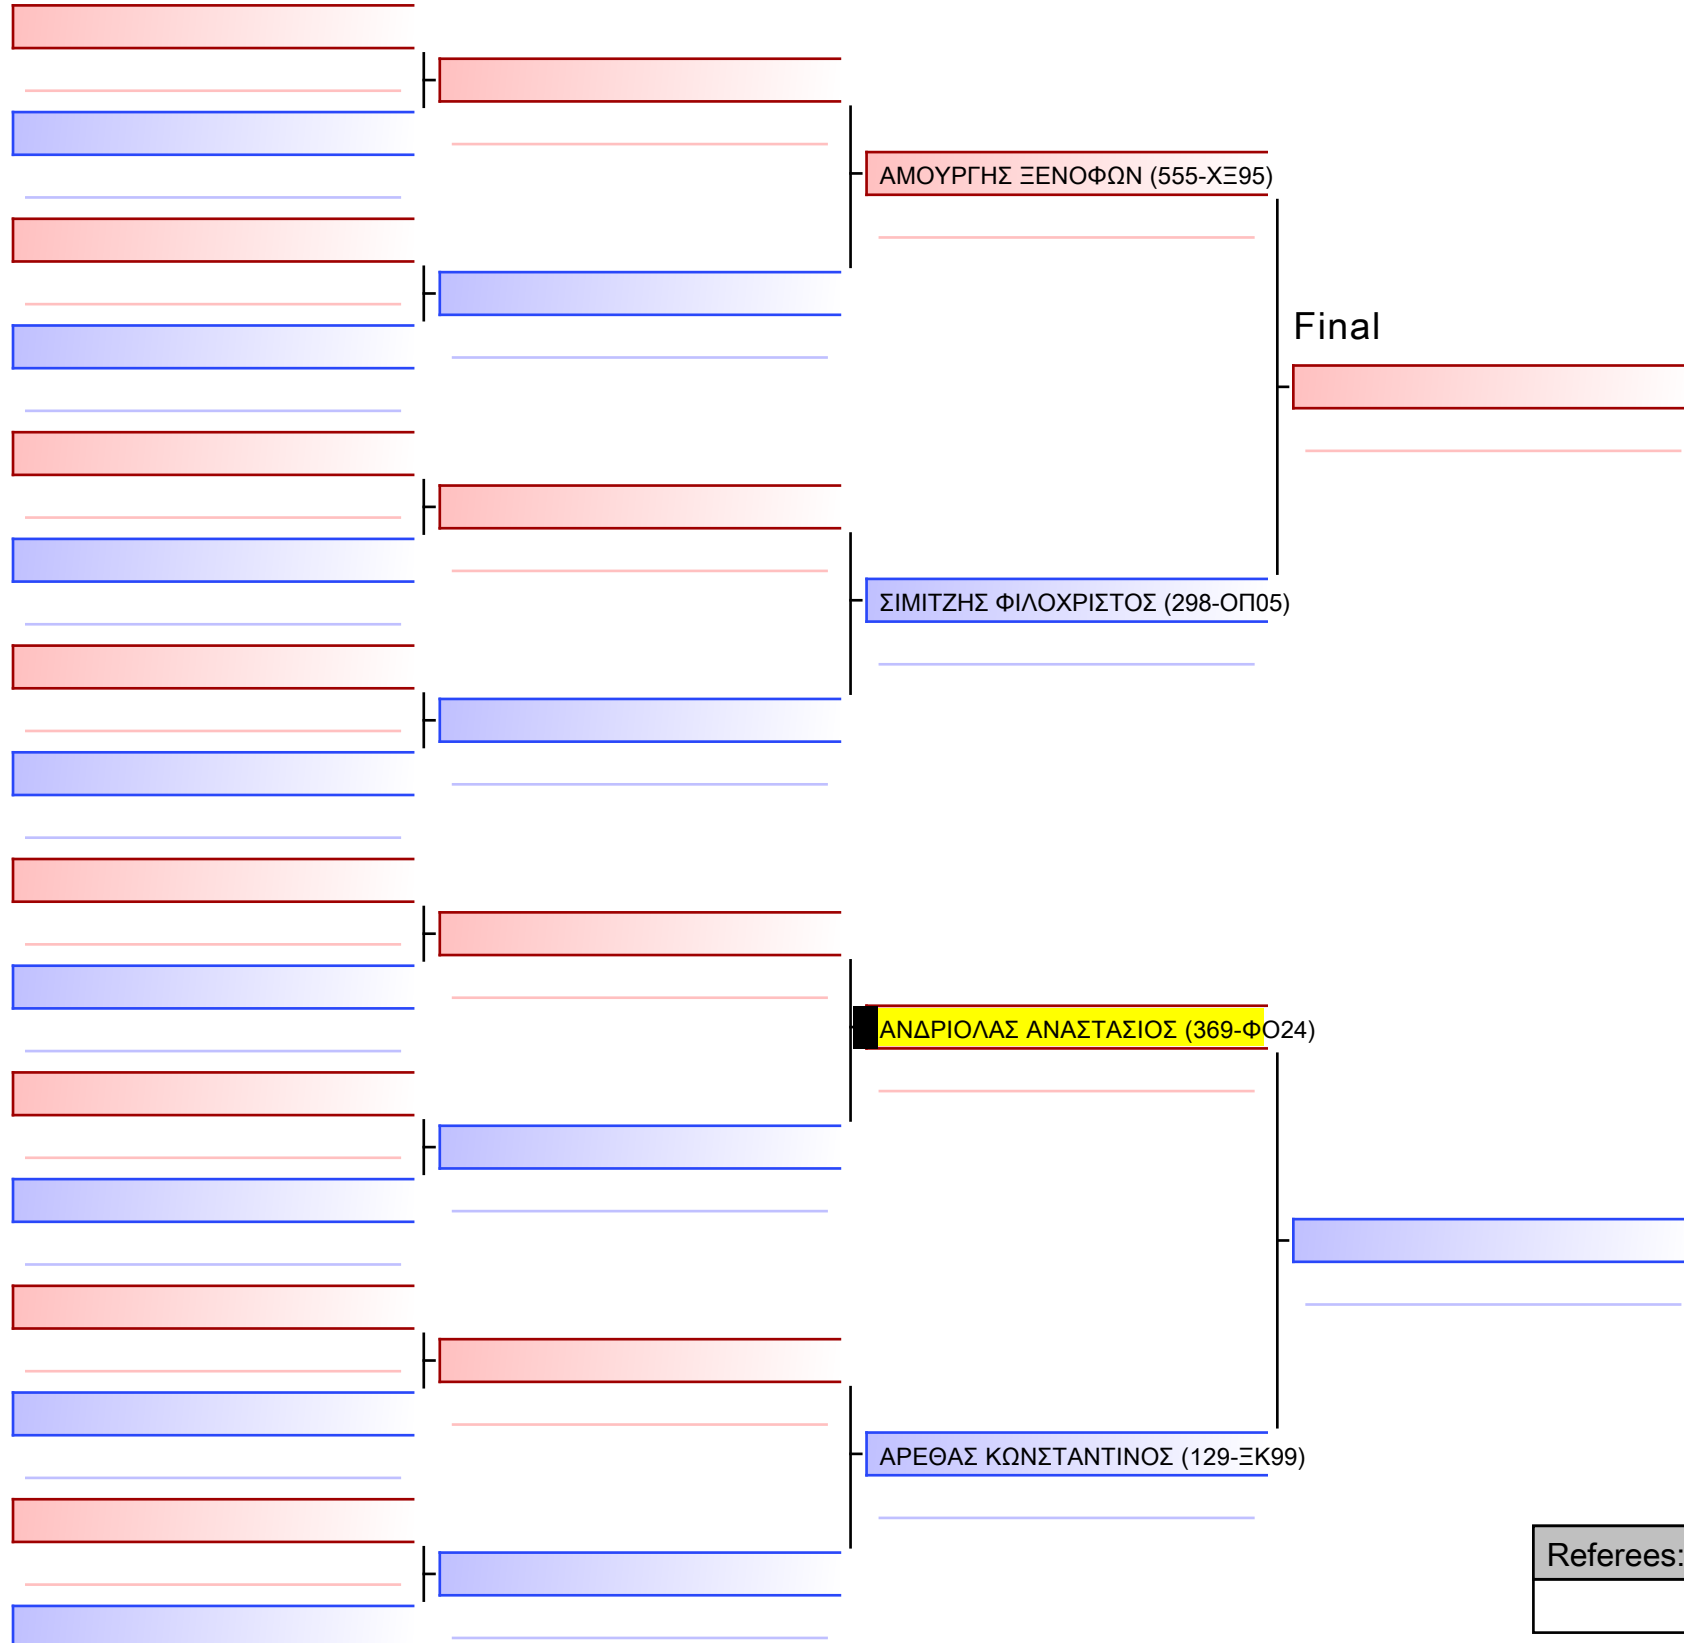 ΑΜΟΥΡΓΗΣ ΞΕΝΟΦΩΝ (555-ΧΞ95)
Final
ΣΙΜΙΤΖΗΣ ΦΙΛΟΧΡΙΣΤΟΣ (298-ΟΠ05)
ΑΝΔΡΙΟΛΑΣ ΑΝΑΣΤΑΣΙΟΣ (369-ΦΟ24)
ΑΡΕΘΑΣ ΚΩΝΣΤΑΝΤΙΝΟΣ (129-ΞΚ99)
Referees: